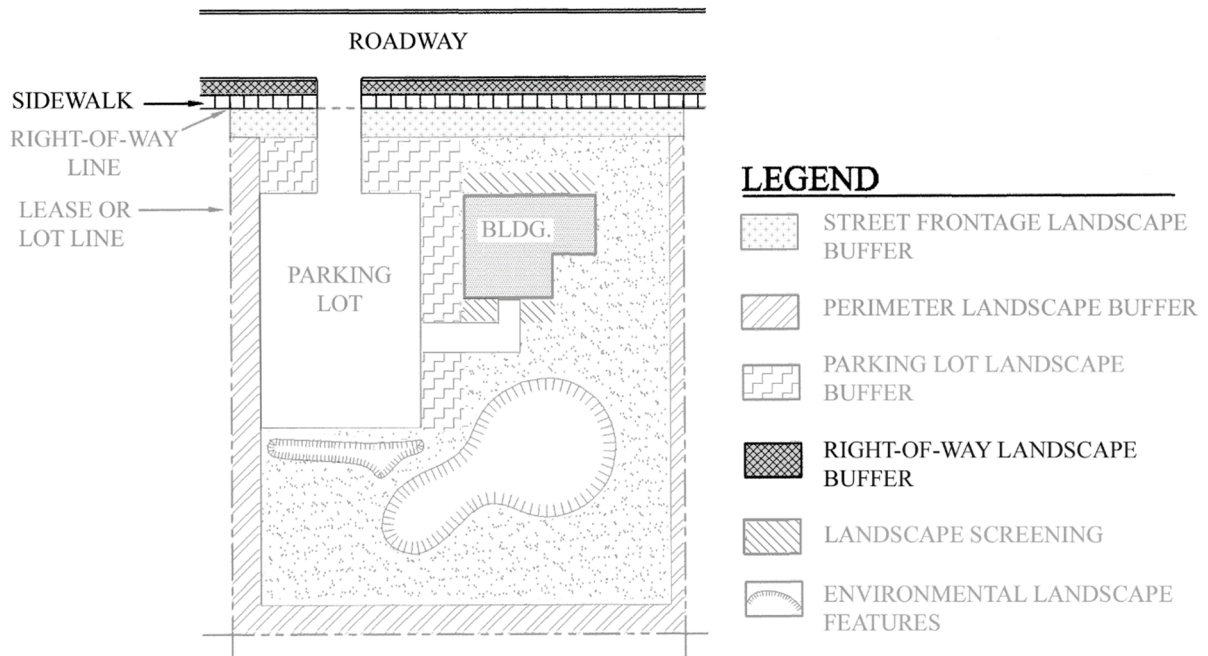 ROADWAY
SIDEWALK
RIGHT-OF-WAY
LINE
LEASE OR
LOT LINE
PARKING
LOT
BLDG.
LEGEND
STREET FRONTAGE LANDSCAPE
BUFFER
PERIMETER LANDSCAPE BUFFER
PARKING LOT LANDSCAPE
BUFFER
RIGHT-OF-WAY LANDSCAPE
BUFFER
LANDSCAPE SCREENING
ENVIRONMENTAL LANDSCAPE
FEATURES